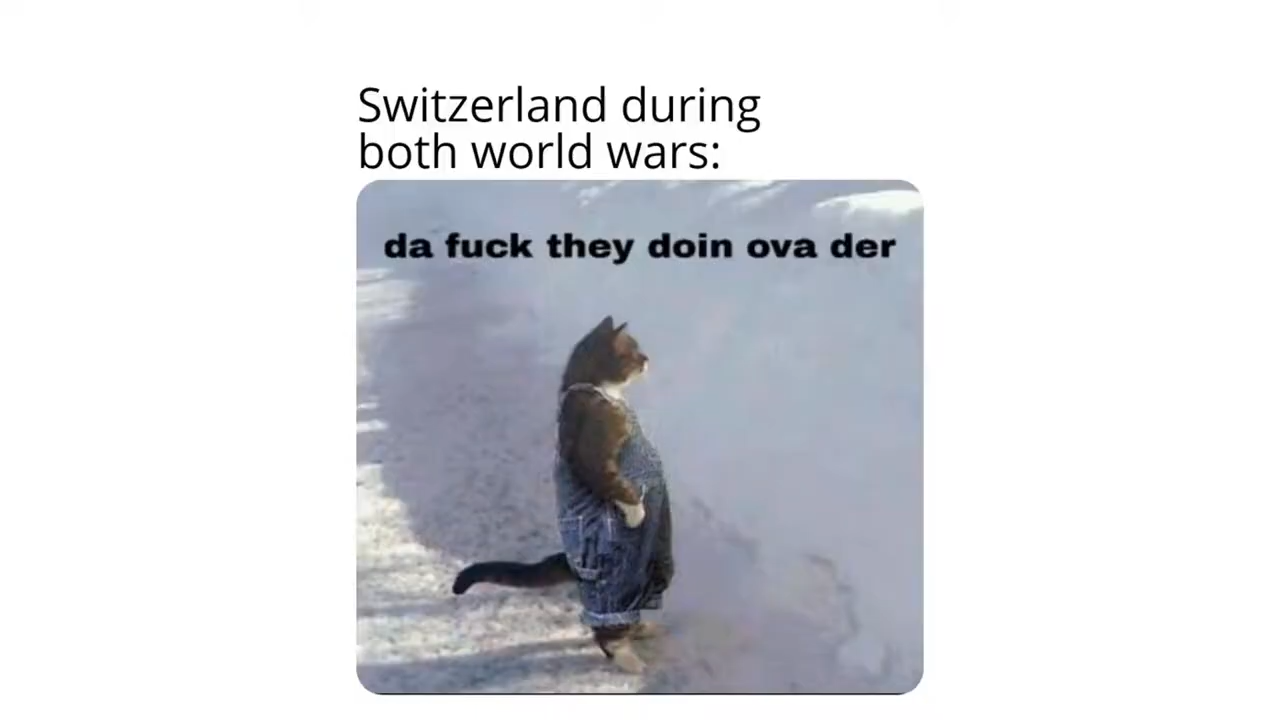 Switzerland during
both world wars:
da fuck they doin ova der